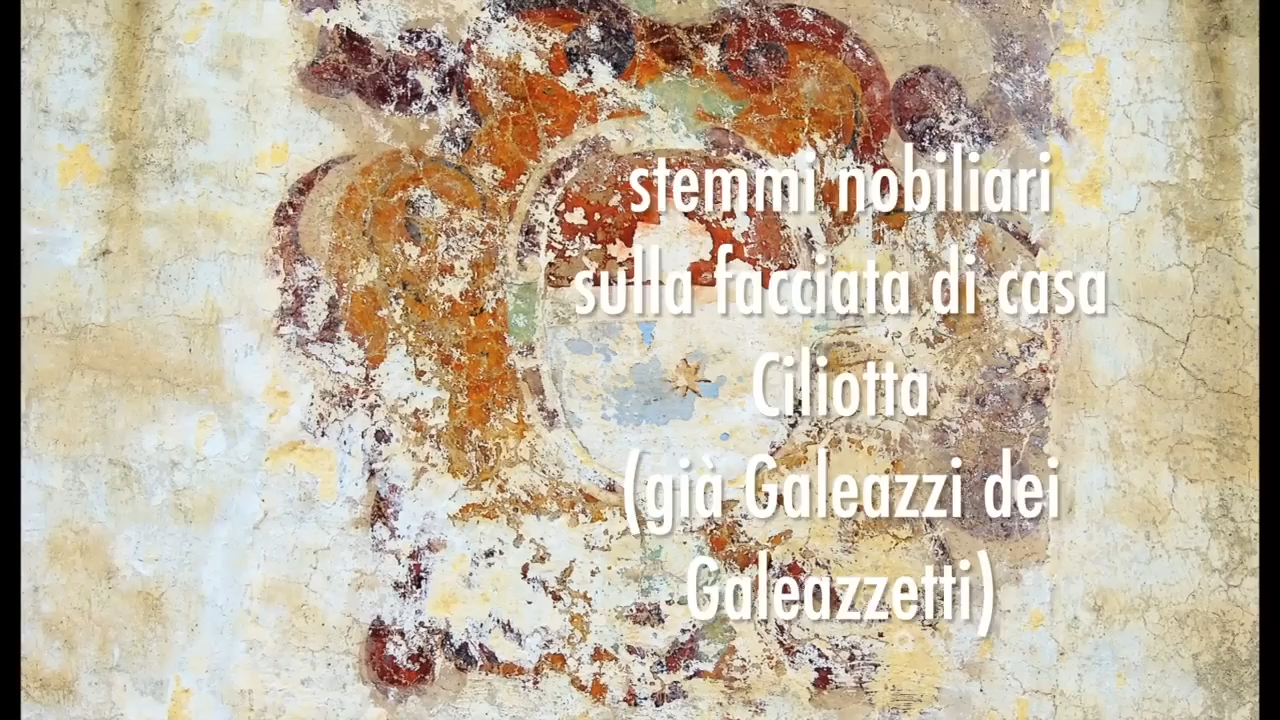 stemmi nobiliari
sulla facciata di casa
Ciliotta
(già Galeazzi dei
Galeazzetti)